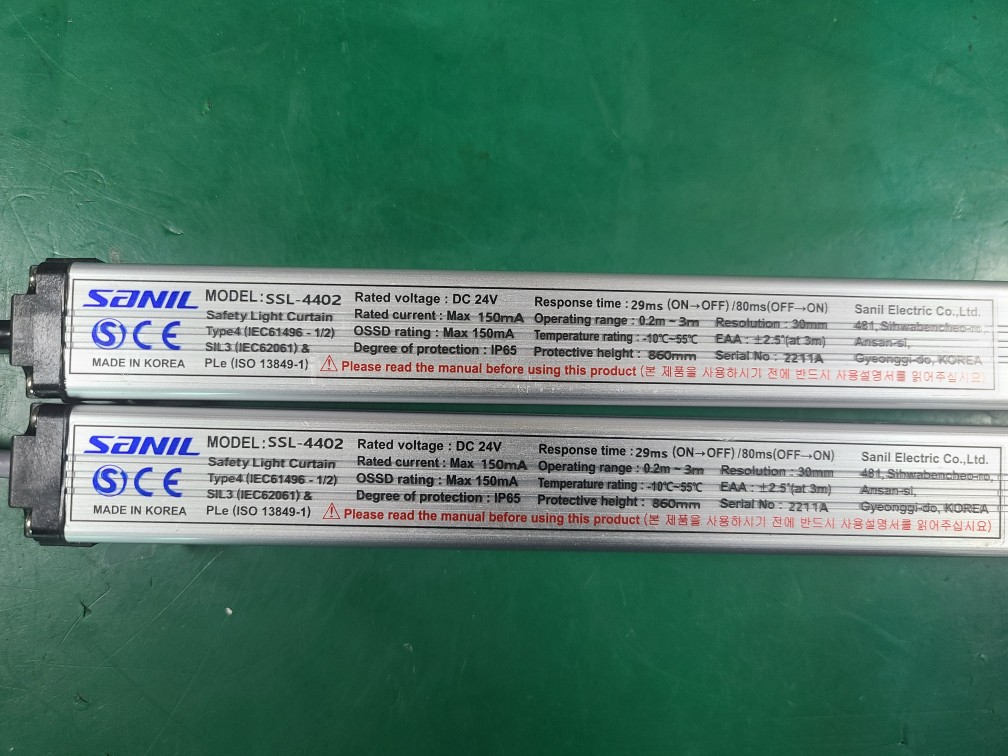 SANIL
MODEL: SSL-4402
Safety Light Curtain
Type4 (IEC61496 - 1/2)
SIL3 (IEC62061) &
PLe (ISO 13849-1)
S CE
MADE IN KOREA
Rated voltage : DC 24V
Rated current : Max 150mA
OSSD rating : Max 150mA
Degree of protection : IP65
Response time : 29ms (ON→OFF) /80ms(OFF→ON)
Operating range : 0.2m ~ 3m Resolution : 30mm
Temperature rating : -10℃~55℃ EAA : ±2.5°(at 3m)
Protective height : 860mm Serial No : 2211A
Sanil Electric Co.,Ltd.
481, Sihwabencheo-ro,
Ansan-si,
Gyeonggi-do, KOREA
⚠ Please read the manual before using this product (본 제품을 사용하시기 전에 반드시 사용설명서를 읽어주십시요)
SANIL
MODEL: SSL-4402
Safety Light Curtain
Type4 (IEC61496 - 1/2)
SIL3 (IEC62061) &
PLe (ISO 13849-1)
S CE
MADE IN KOREA
Rated voltage : DC 24V
Rated current : Max 150mA
OSSD rating : Max 150mA
Degree of protection : IP65
Response time : 29ms (ON→OFF) /80ms(OFF→ON)
Operating range : 0.2m ~ 3m Resolution : 30mm
Temperature rating : -10℃~55℃ EAA : ±2.5°(at 3m)
Protective height : 860mm Serial No : 2211A
Sanil Electric Co.,Ltd.
481, Sihwabencheo-ro,
Ansan-si,
Gyeonggi-do, KOREA
⚠ Please read the manual before using this product (본 제품을 사용하시기 전에 반드시 사용설명서를 읽어주십시요)